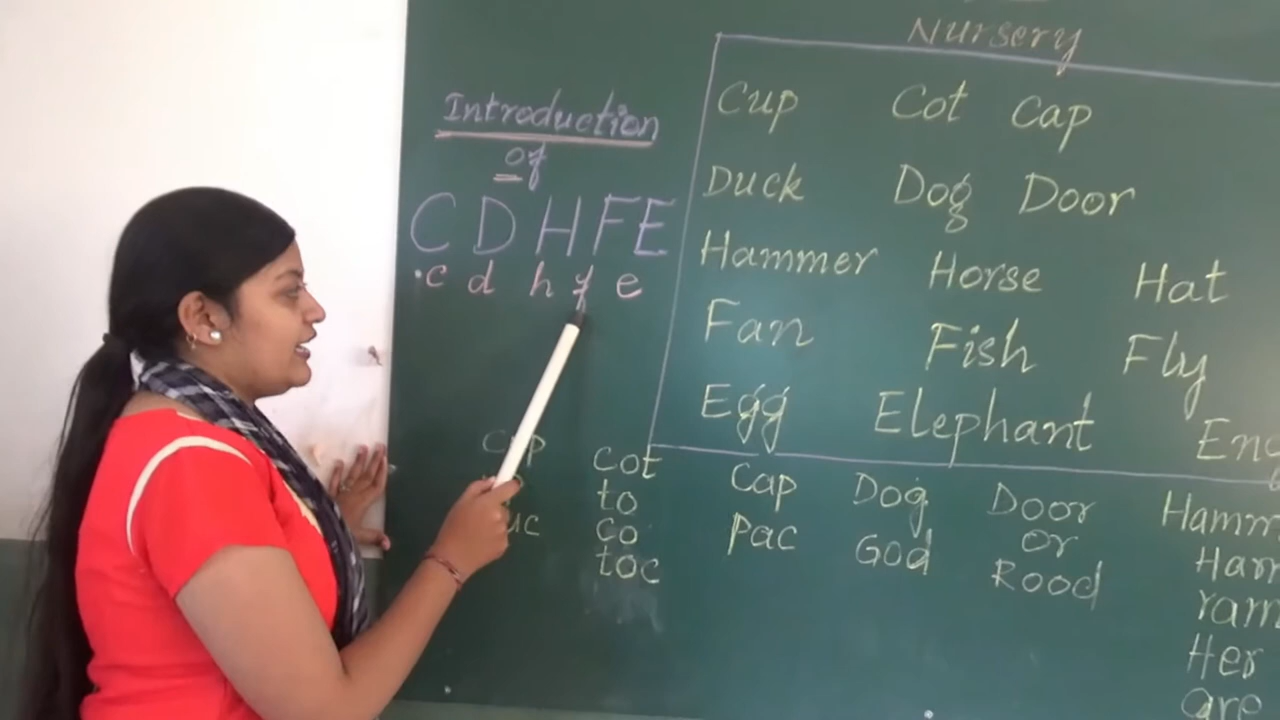 Nursery
Introduction
of
C D H F E
c d h f e
Cup Cot Cap
Duck Dog Door
Hammer Horse Hat
Fan Fish Fly
Egg Elephant
cot
to
co
toc
Cap
Pac
Dog
God
Door
or
Rood
Her